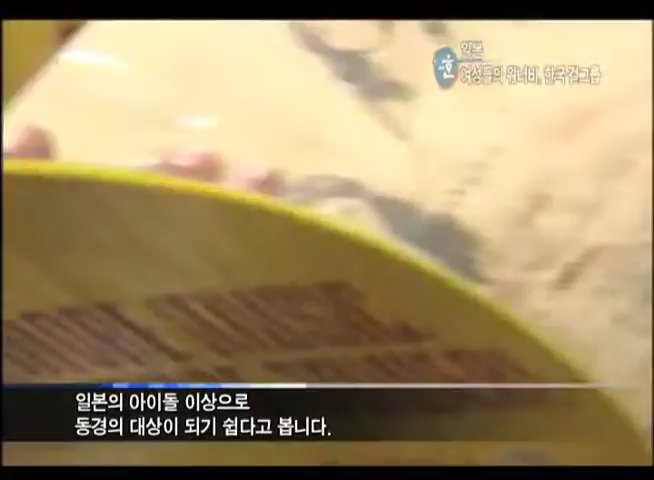 일본
혼
여성들의 워너비, 한국 걸그룹
일본의 아이돌 이상으로
동경의 대상이 되기 쉽다고 봅니다.